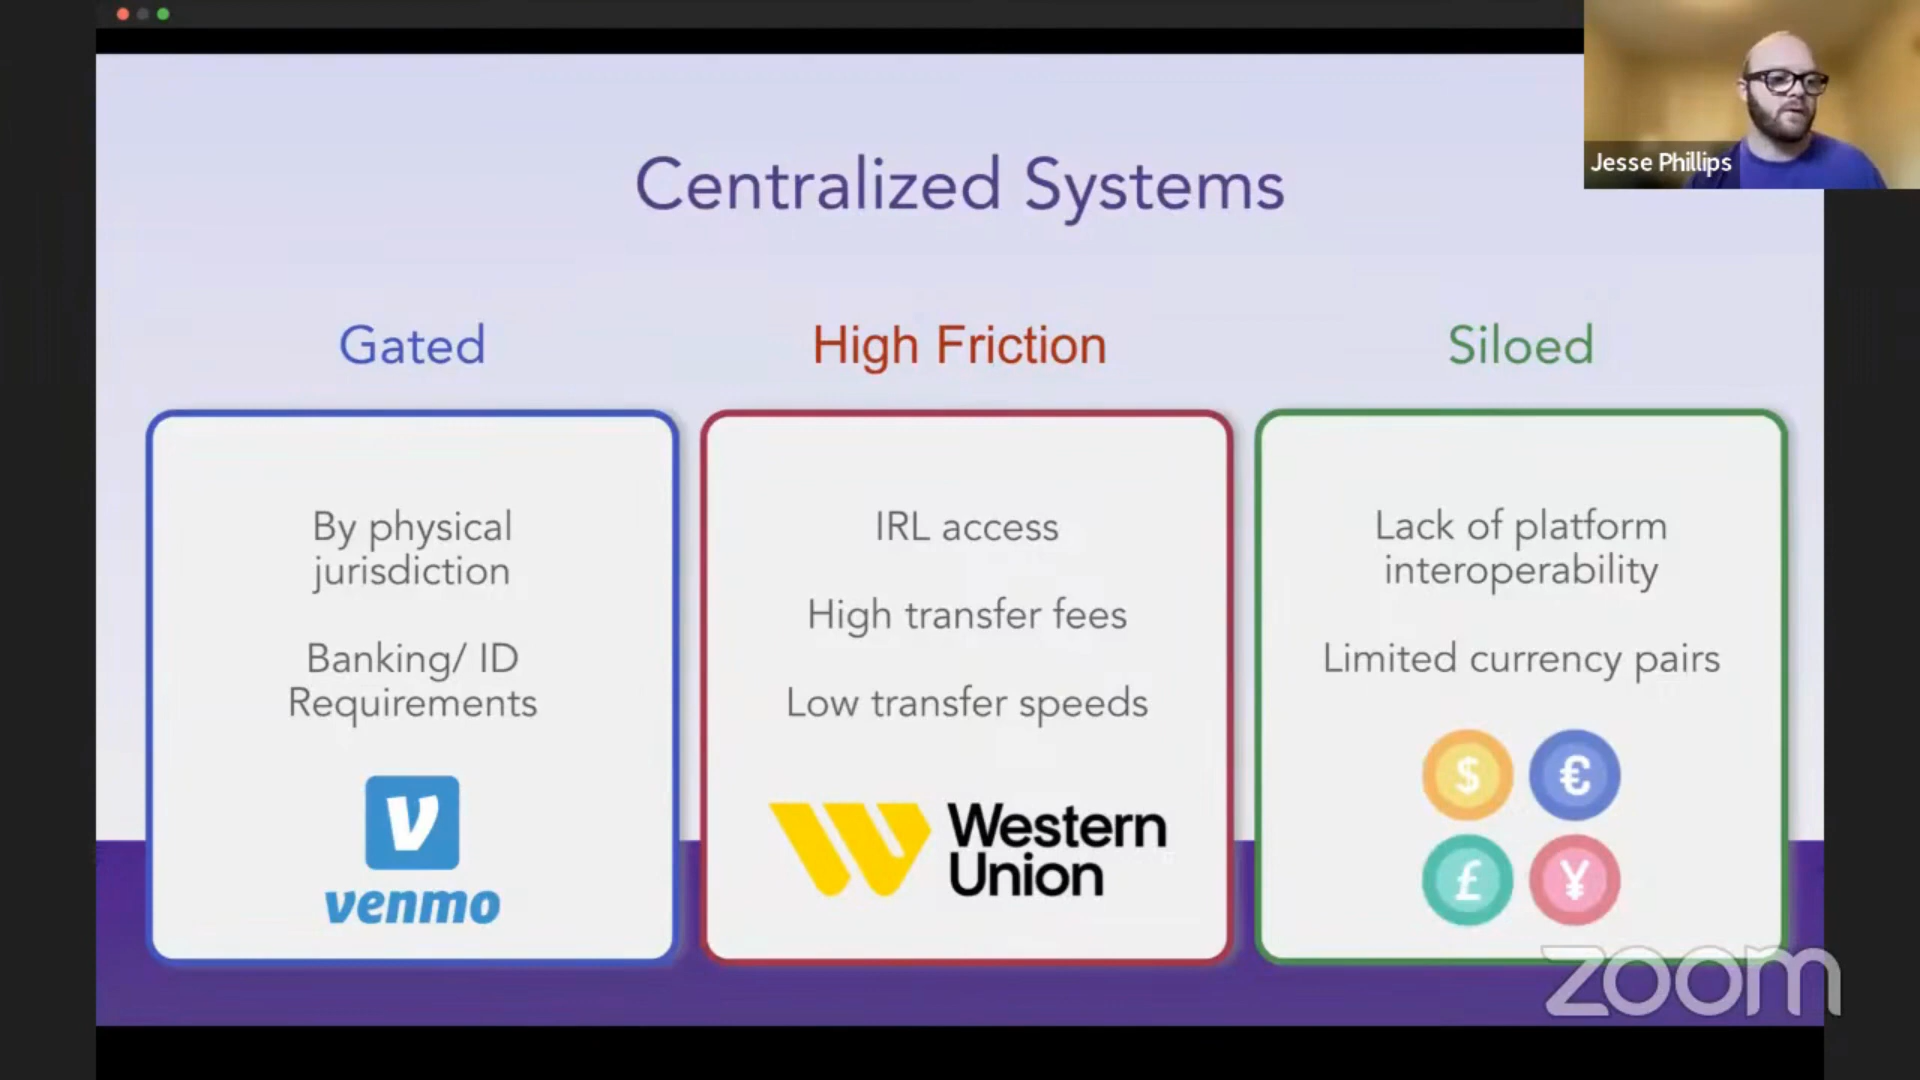 Jesse Phillips
Centralized Systems
Gated
High Friction
Siloed
By physical
jurisdiction
Banking/ ID
Requirements
venmo
IRL access
High transfer fees
Low transfer speeds
Western
Union
Lack of platform
interoperability
Limited currency pairs
$
€
£
¥
zoom